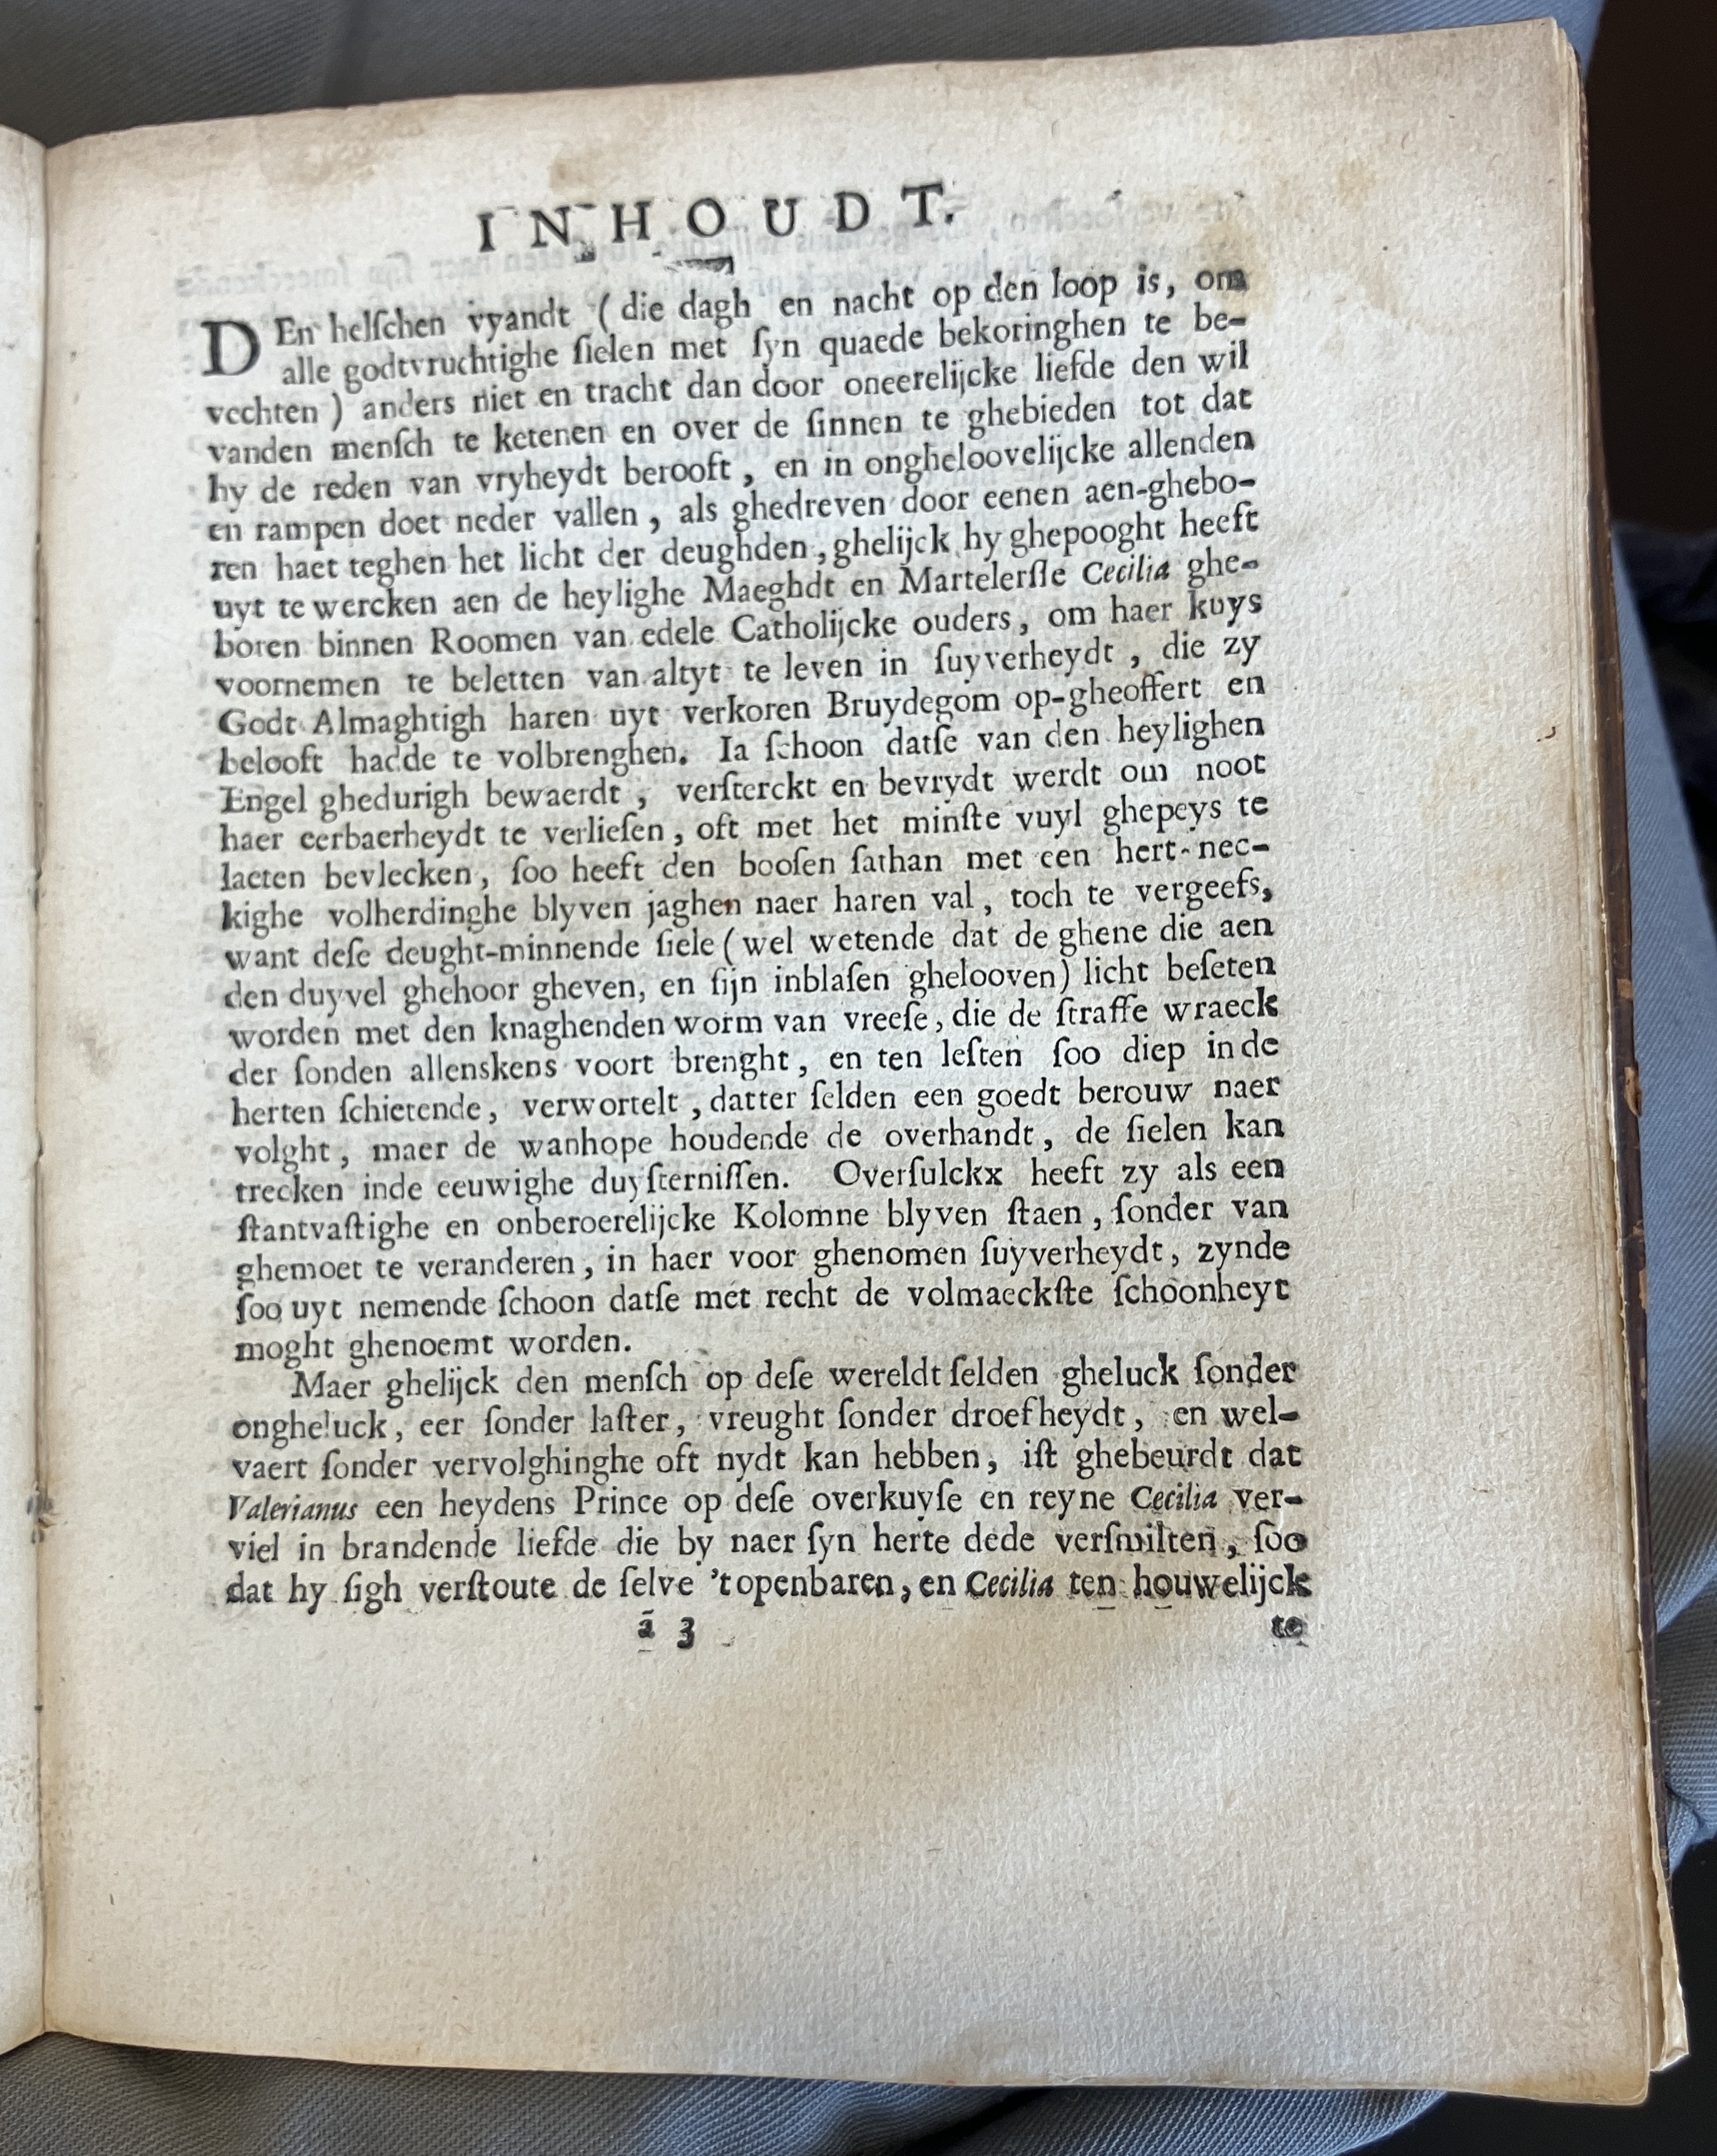 INHOUDT.
DEn helſchen vyandt ( die dagh en nacht op den loop is, om
alle godtvruchtighe ſielen met ſyn quaede bekoringhen te be-
vechten ) anders niet en tracht dan door oneerelijcke liefde den wil
vanden menſch te ketenen en over de ſinnen te ghebieden tot dat
hy de reden van vryheydt berooft, en in ongheloovelijcke allenden
en rampen doet neder vallen, als ghedreven door eenen aen-ghebo-
ren haet teghen het licht der deughden, ghelijck hy ghepooght heeft
uyt te wercken aen de heylighe Maeghdt en Martelerſſe Cecilia ghe-
boren binnen Roomen van edele Catholijcke ouders, om haer kuys
voornemen te beletten van altyt te leven in ſuyverheydt, die zy
Godt Almaghtigh haren uyt verkoren Bruydegom op-gheoffert en
belooft hadde te volbrenghen. Ia ſchoon datſe van den heylighen
Engel ghedurigh bewaerdt, verſterckt en bevrydt werdt om noot
haer eerbaerheydt te verlieſen, oft met het minſte vuyl ghepeys te
laeten bevlecken, ſoo heeft den booſen ſathan met een hert-nec-
kighe volherdinghe blyven jaghen naer haren val, toch te vergeefs,
want deſe deught-minnende ſiele ( wel wetende dat de ghene die aen
den duyvel ghehoor gheven, en ſijn inblaſen ghelooven) licht beſeten
worden met den knaghenden worm van vreeſe, die de ſtraffe wraeck
der ſonden allenskens voort brenght, en ten leſten ſoo diep inde
herten ſchietende, verwortelt, datter ſelden een goedt berouw naer
volght, maer de wanhope houdende de overhandt, de ſielen kan
trecken inde eeuwighe duyſterniſſen. Overſulckx heeft zy als een
ſtantvaſtighe en onberoerelijcke Kolomne blyven ſtaen, ſonder van
ghemoet te veranderen, in haer voor ghenomen ſuyverheydt, zynde
ſoo uyt nemende ſchoon datſe met recht de volmaeckſte ſchoonheyt
moght ghenoemt worden.
Maer ghelijck den menſch op deſe wereldt ſelden gheluck ſonder
ongheluck, eer ſonder laſter, vreught ſonder droefheydt, en wel-
vaert ſonder vervolghinghe oft nydt kan hebben, iſt ghebeurdt dat
Valerianus een heydens Prince op deſe overkuyſe en reyne Cecilia ver-
viel in brandende liefde die by naer ſyn herte dede verſmilten, ſoo
dat hy ſigh verſtoute de ſelve 't openbaren, en Cecilia ten houwelijck
ã 3 te